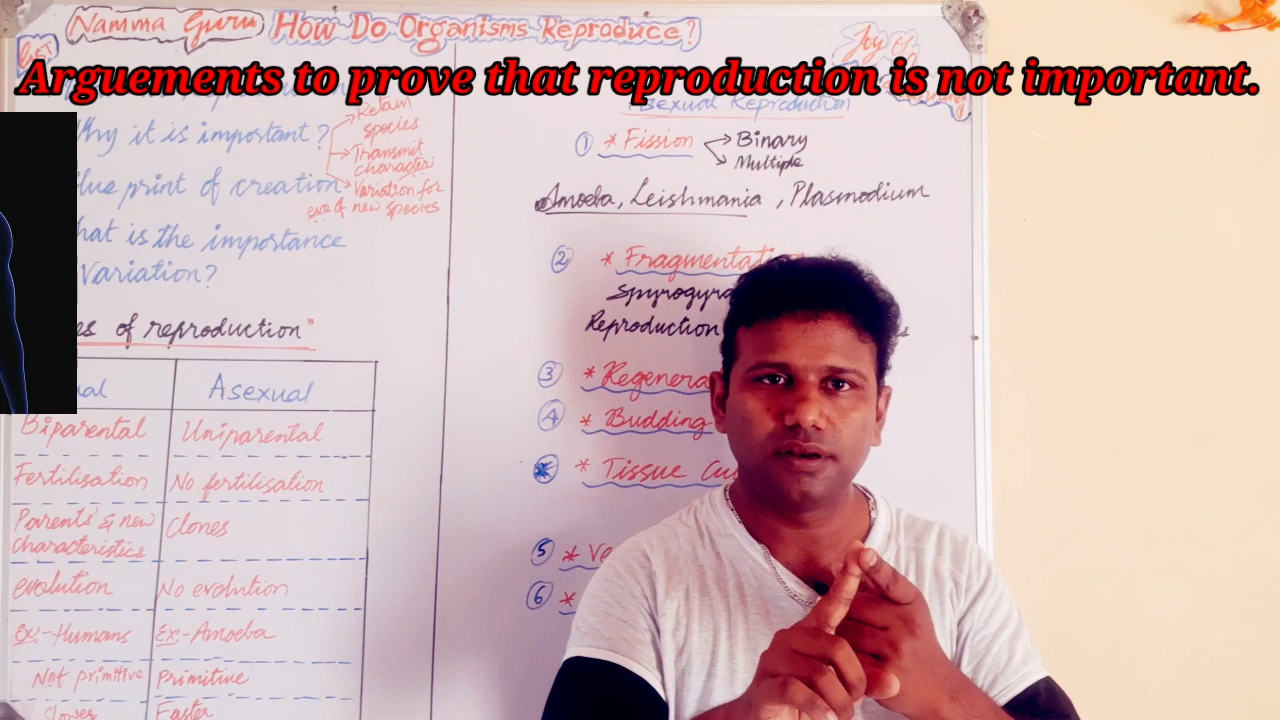 Namma Guru How Do Organisms Reproduce?
Joy Of
Arguements to prove that reproduction is not important.
Asexual Reproduction
Why it is important?
Retain
species
Transmit
characteri
Blue print of creation
Variation for
evo of new species
What is the importance
Variation?
of reproduction"
Asexual
Biparental Uniparental
Fertilisation No fertilisation
Parents' & new Clones
characteristics
evolution No evolution
Ex:-Humans Ex:-Amoeba
Not primitive Primitive
Slower Faster
① * Fission Binary
Multiple
Amoeba, Leishmania, Plasmodium
② * Fragmentation
Spyrogyra
Reproduction
③ * Regenera
④ * Budding
* Tissue Cu
⑤ * Ve
⑥ *